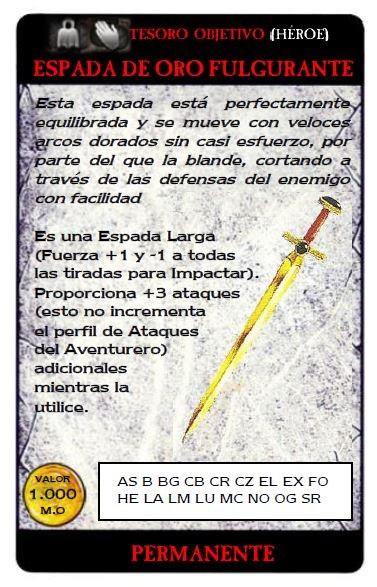 TESORO OBJETIVO (HÉROE)
ESPADA DE ORO FULGURANTE
Esta espada está perfectamente
equilibrada y se mueve con veloces
arcos dorados sin casi esfuerzo, por
parte del que la blande, cortando a
través de las defensas del enemigo
con facilidad
Es una Espada Larga
(Fuerza +1 y -1 a todas
las tiradas para Impactar).
Proporciona +3 ataques
(esto no incrementa
el perfil de Ataques
del Aventurero)
adicionales
mientras la
utilice.
VALOR
1.000
M.O
AS B BG CB CR CZ EL EX FO
HE LA LM LU MC NO OG SR
PERMANENTE